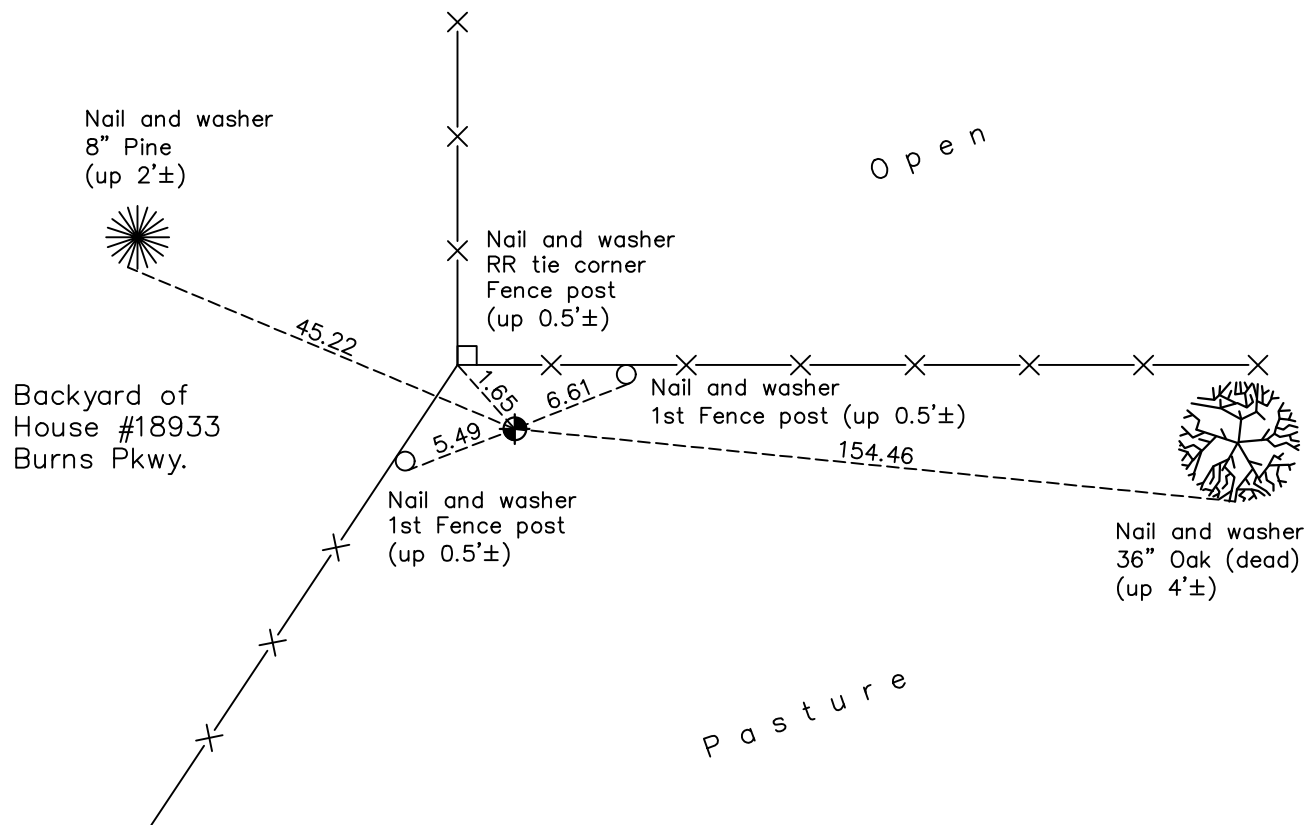 Nail and washer
8" Pine
(up 2'±)
Open
Nail and washer
RR tie corner
Fence post
(up 0.5'±)
45.22
1.65
6.61
Nail and washer
1st Fence post (up 0.5'±)
Backyard of
House #18933
Burns Pkwy.
5.49
154.46
Nail and washer
1st Fence post
(up 0.5'±)
Nail and washer
36" Oak (dead)
(up 4'±)
Pasture